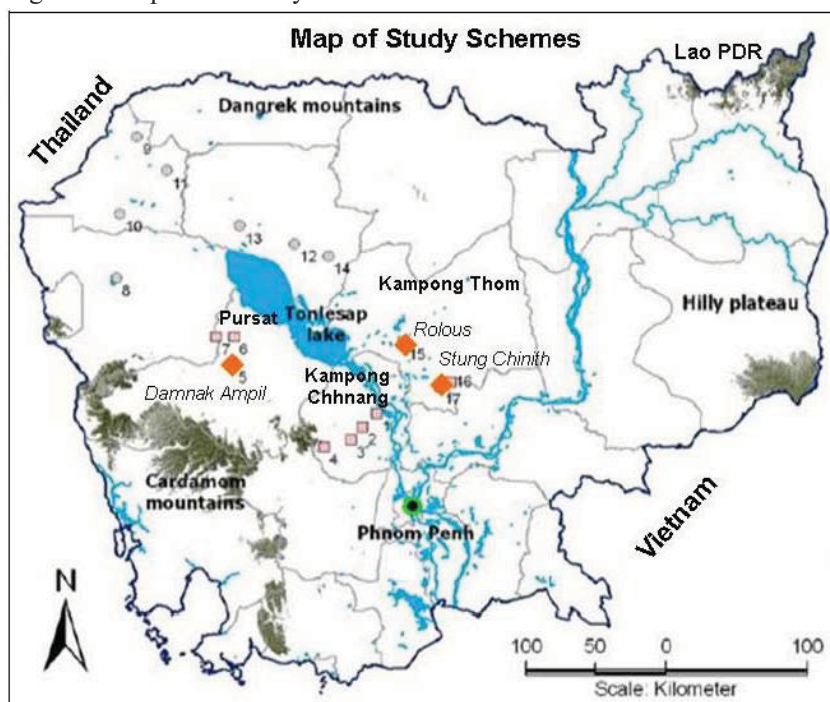 Map of Study Schemes
Lao PDR
Dangrek mountains
Thailand
9
11
10
13
12
14
8
Kampong Thom
Hilly plateau
Pursat
Tonlesap
lake
Rolous
15
7
6
5
Stung Chinith
16
17
Kampong
Chhnang
Damnak Ampil
1
2
3
4
Cardamom
mountains
Phnom Penh
Vietnam
N
100 50 0 100
Scale: Kilometer